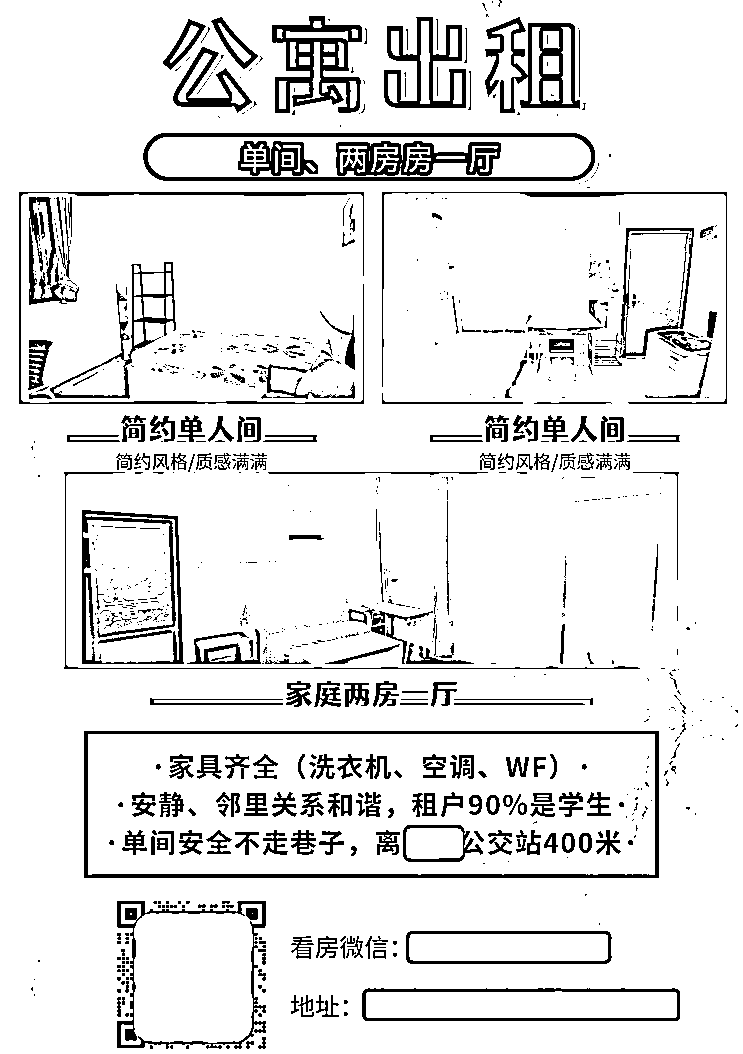 公寓出租
单间、两房房一厅
简约单人间
简约风格/质感满满
简约单人间
简约风格/质感满满
家庭两房一厅
·家具齐全（洗衣机、空调、WF）·
·安静、邻里关系和谐，租户90%是学生·
·单间安全不走巷子，离 公交站400米·
看房微信：
地址：